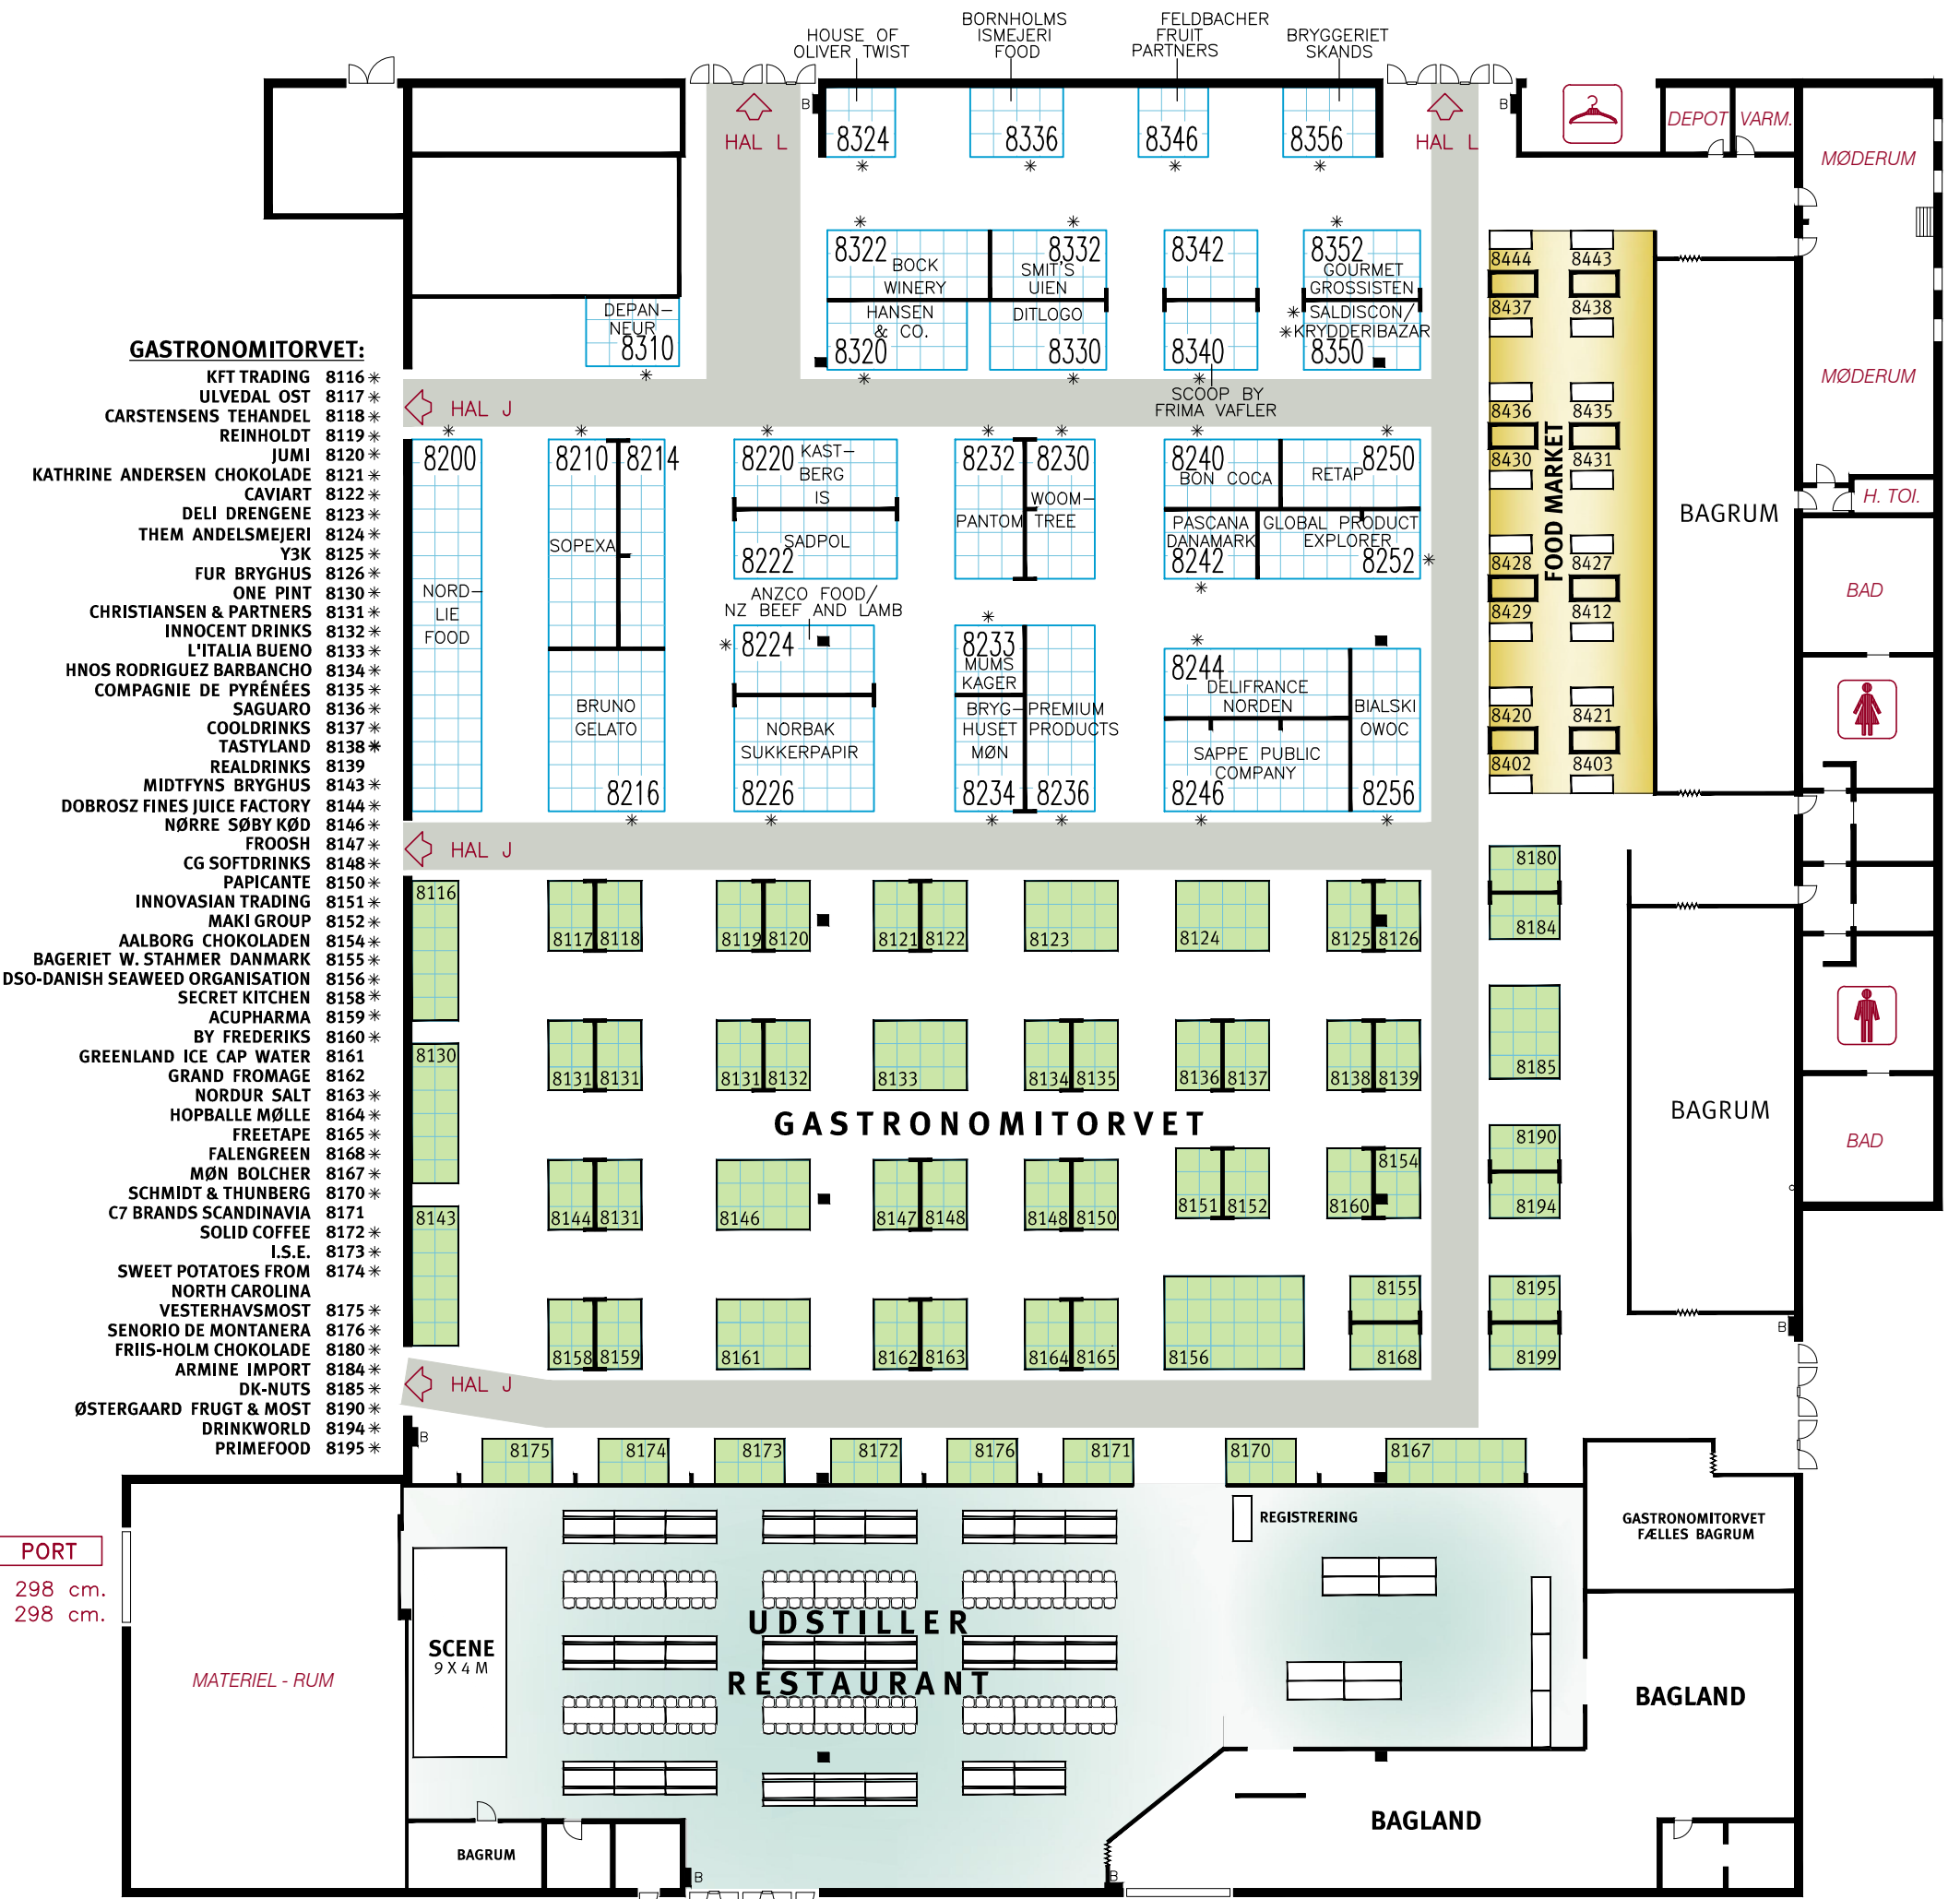 HOUSE OF
OLIVER TWIST
BORNHOLMS
ISMEJERI
FOOD
FELDBACHER
FRUIT
PARTNERS
BRYGGERIET
SKANDS
B
8324
8336
8346
8356
B
HAL L
HAL L
DEPOT
VARM.
MØDERUM
8322
BOCK
WINERY
8332
SMIT'S
UIEN
8342
8352
GOURMET
GROSSISTEN
HANSEN
& CO.
8320
DITLOGO
8330
8340
* SALDISCON/
*KRYDDERIBAZAR
8350
SCOOP BY
FRIMA VAFLER
DEPAN-
NEUR
8310
8444
8443
8437
8438
8436
8435
8430
8431
8428
8427
8429
8412
8420
8421
8402
8403
FOOD MARKET
BAGRUM
MØDERUM
H. TOI.
BAD
GASTRONOMITORVET:
KFT TRADING 8116 *
ULVEDAL OST 8117 *
CARSTENSENS TEHANDEL 8118 *
REINHOLDT 8119 *
JUMI 8120 *
KATHRINE ANDERSEN CHOKOLADE 8121 *
CAVIART 8122 *
DELI DRENGENE 8123 *
THEM ANDELSMEJERI 8124 *
Y3K 8125 *
FUR BRYGHUS 8126 *
ONE PINT 8130 *
CHRISTIANSEN & PARTNERS 8131 *
INNOCENT DRINKS 8132 *
L'ITALIA BUENO 8133 *
HNOS RODRIGUEZ BARBANCHO 8134 *
COMPAGNIE DE PYRÉNÉES 8135 *
SAGUARO 8136 *
COOLDRINKS 8137 *
TASTYLAND 8138 *
REALDRINKS 8139
MIDTFYNS BRYGHUS 8143 *
DOBROSZ FINES JUICE FACTORY 8144 *
NØRRE SØBY KØD 8146 *
FROOSH 8147 *
CG SOFTDRINKS 8148 *
PAPICANTE 8150 *
INNOVASIAN TRADING 8151 *
MAKI GROUP 8152 *
AALBORG CHOKOLADEN 8154 *
BAGERIET W. STAHMER DANMARK 8155 *
DSO-DANISH SEAWEED ORGANISATION 8156 *
SECRET KITCHEN 8158 *
ACUPHARMA 8159 *
BY FREDERIKS 8160 *
GREENLAND ICE CAP WATER 8161
GRAND FROMAGE 8162
NORDUR SALT 8163 *
HOPBALLE MØLLE 8164 *
FREETAPE 8165 *
FALENGREEN 8168 *
MØN BOLCHER 8167 *
SCHMIDT & THUNBERG 8170 *
C7 BRANDS SCANDINAVIA 8171
SOLID COFFEE 8172 *
I.S.E. 8173 *
SWEET POTATOES FROM 8174 *
NORTH CAROLINA
VESTERHAVSMOST 8175 *
SENORIO DE MONTANERA 8176 *
FRIIS-HOLM CHOKOLADE 8180 *
ARMINE IMPORT 8184 *
DK-NUTS 8185 *
ØSTERGAARD FRUGT & MOST 8190 *
DRINKWORLD 8194 *
PRIMEFOOD 8195 *
HAL J
8200
NORD-
LIE
FOOD
8210
8214
SOPEXA
BRUNO
GELATO
8216
8220
KAST-
BERG
IS
SADPOL
8222
ANZCO FOOD/
NZ BEEF AND LAMB
8224
NORBAK
SUKKERPAPIR
8226
8232
8230
PANTOM
WOOM-
TREE
8233
MUMS
KAGER
BRYG-
HUSET
MØN
8234
PREMIUM
PRODUCTS
8236
8240
BON COCA
RETAP
8250
PASCANA
DANAMARK
8242
GLOBAL PRODUCT
EXPLORER
8252
8244
DELIFRANCE
NORDEN
SAPPE PUBLIC
COMPANY
8246
BIALSKI
OWOC
8256
HAL J
8116
8117
8118
8119
8120
8121
8122
8123
8124
8125
8126
8180
8184
8130
8131
8131
8131
8132
8133
8134
8135
8136
8137
8138
8139
8185
GASTRONOMITORVET
BAGRUM
BAD
8143
8144
8131
8146
8147
8148
8148
8150
8151
8152
8154
8160
8190
8194
8158
8159
8161
8162
8163
8164
8165
8156
8155
8168
8195
8199
B
HAL J
B
8175
8174
8173
8172
8176
8171
8170
8167
PORT
298 cm.
298 cm.
MATERIEL - RUM
SCENE
9 X 4 M
UDSTILLER
RESTAURANT
REGISTRERING
GASTRONOMITORVET
FÆLLES BAGRUM
BAGLAND
BAGLAND
BAGRUM
B
B